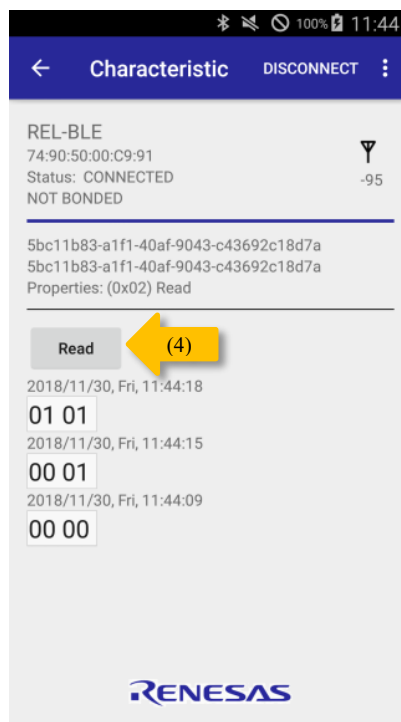 100% 11:44
Characteristic DISCONNECT
REL-BLE
74:90:50:00:C9:91
Status: CONNECTED
-95
NOT BONDED
5bc11b83-a1f1-40af-9043-c43692c18d7a
5bc11b83-a1f1-40af-9043-c43692c18d7a
Properties: (0x02) Read
Read (4)
2018/11/30, Fri, 11:44:18
01 01
2018/11/30, Fri, 11:44:15
00 01
2018/11/30, Fri, 11:44:09
00 00
RENESAS